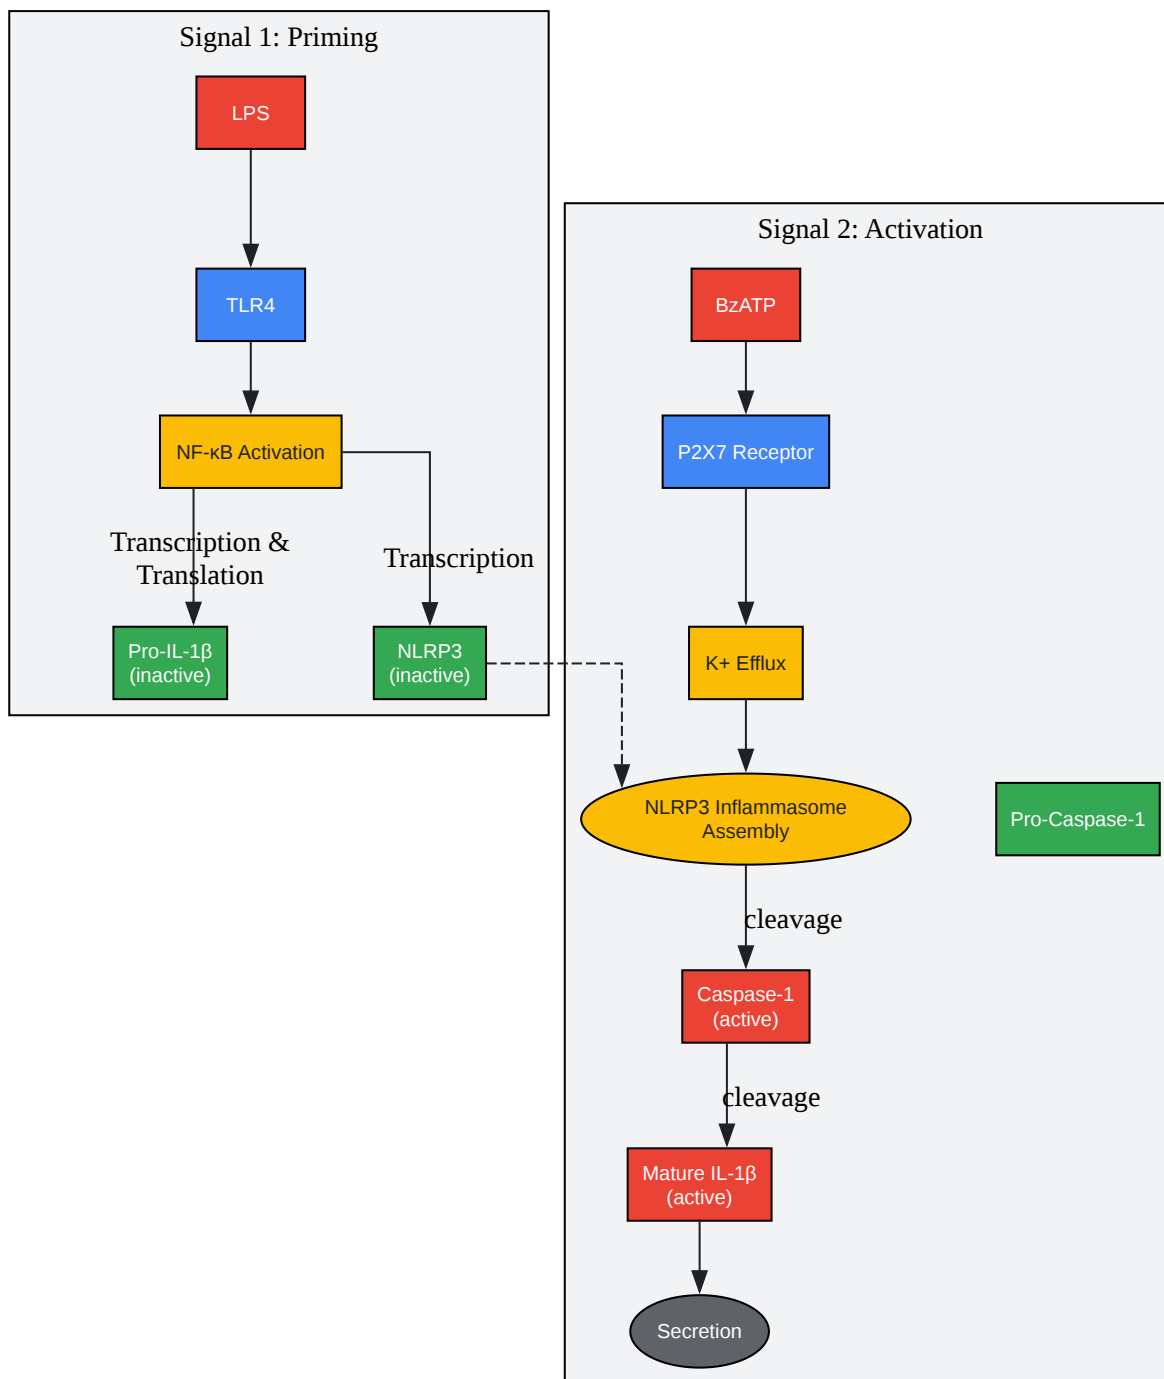 Signal 1: Priming
LPS
TLR4
NF-κB Activation
Transcription &
Translation
Transcription
Pro-IL-1β
(inactive)
NLRP3
(inactive)
Signal 2: Activation
BzATP
P2X7 Receptor
K+ Efflux
NLRP3 Inflammasome
Assembly
Pro-Caspase-1
cleavage
Caspase-1
(active)
cleavage
Mature IL-1β
(active)
Secretion